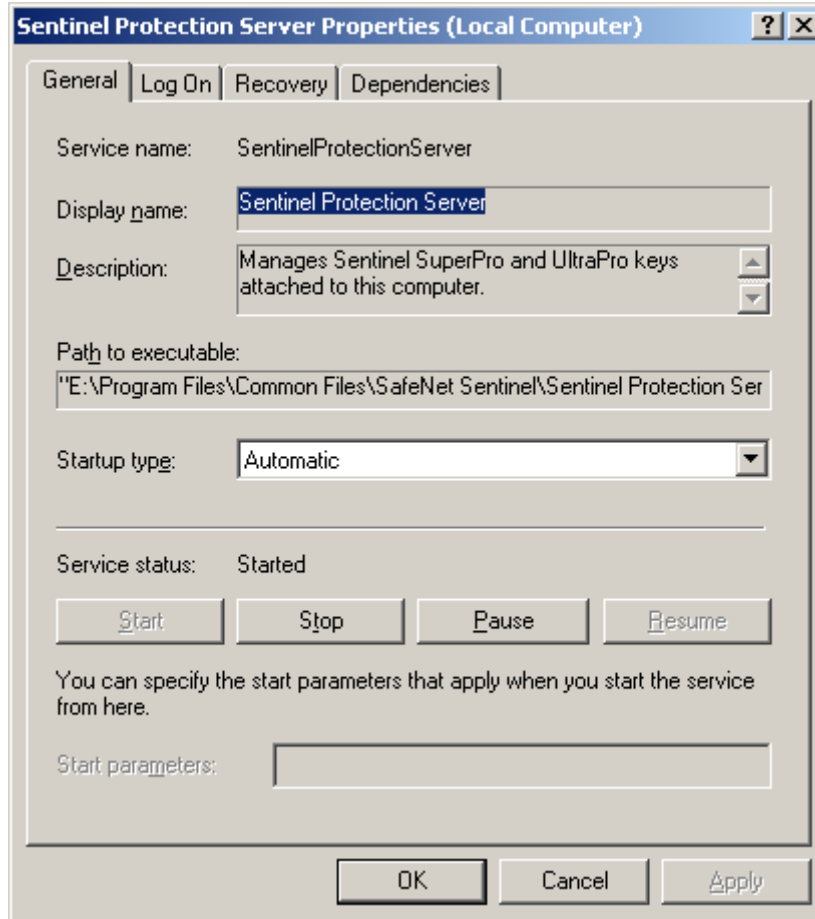 Sentinel Protection Server Properties (Local Computer)
General Log On Recovery Dependencies
Service name: SentinelProtectionServer
Display name: Sentinel Protection Server
Description: Manages Sentinel SuperPro and UltraPro keys
attached to this computer.
Path to executable:
"E:\Program Files\Common Files\SafeNet Sentinel\Sentinel Protection Ser
Startup type: Automatic
Service status: Started
Start Stop Pause Resume
You can specify the start parameters that apply when you start the service
from here.
Start parameters:
OK Cancel Apply